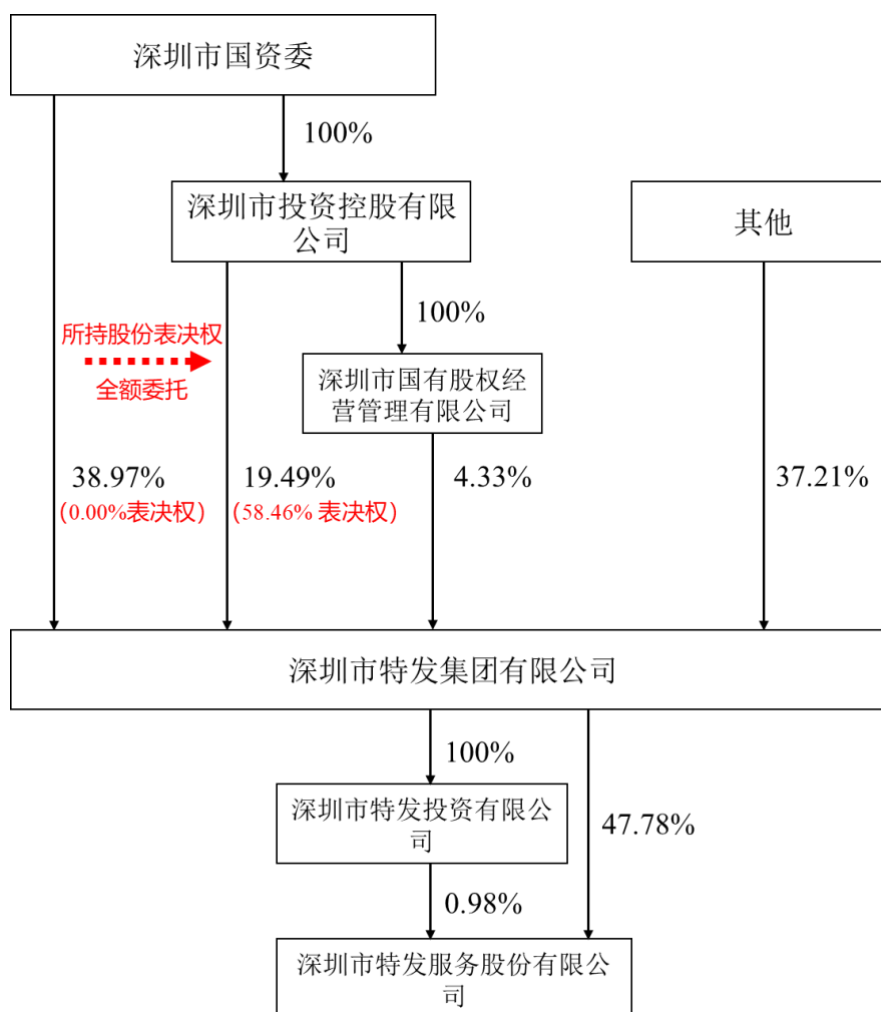 深圳市国资委
100%
深圳市投资控股有限
公司
其他
100%
所持股份表决权
全额委托
深圳市国有股权经
营管理有限公司
38.97%
(0.00%表决权)
19.49%
(58.46% 表决权)
4.33%
37.21%
深圳市特发集团有限公司
100%
深圳市特发投资有限公
司
47.78%
0.98%
深圳市特发服务股份有限公
司